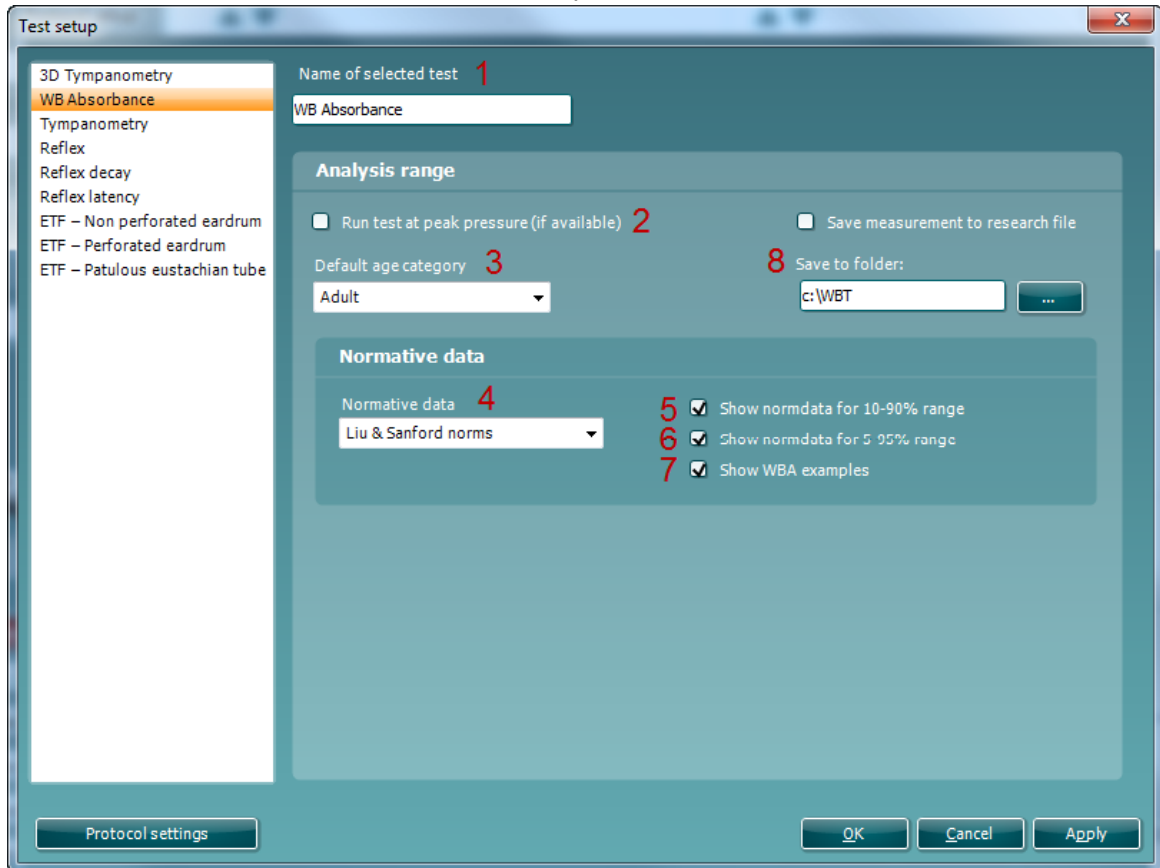 Test setup
3D Tympanometry
WB Absorbance
Tympanometry
Reflex
Reflex decay
Reflex latency
ETF – Non perforated eardrum
ETF – Perforated eardrum
ETF – Patulous eustachian tube
Name of selected test 1
WB Absorbance
Analysis range
Run test at peak pressure (if available) 2
Save measurement to research file
Default age category 3
8 Save to folder:
Adult
c:\WBT
...
Normative data
Normative data 4
Liu & Sanford norms
5 Show normdata for 10-90% range
6 Show normdata for 5-95% range
7 Show WBA examples
Protocol settings
OK
Cancel
Apply